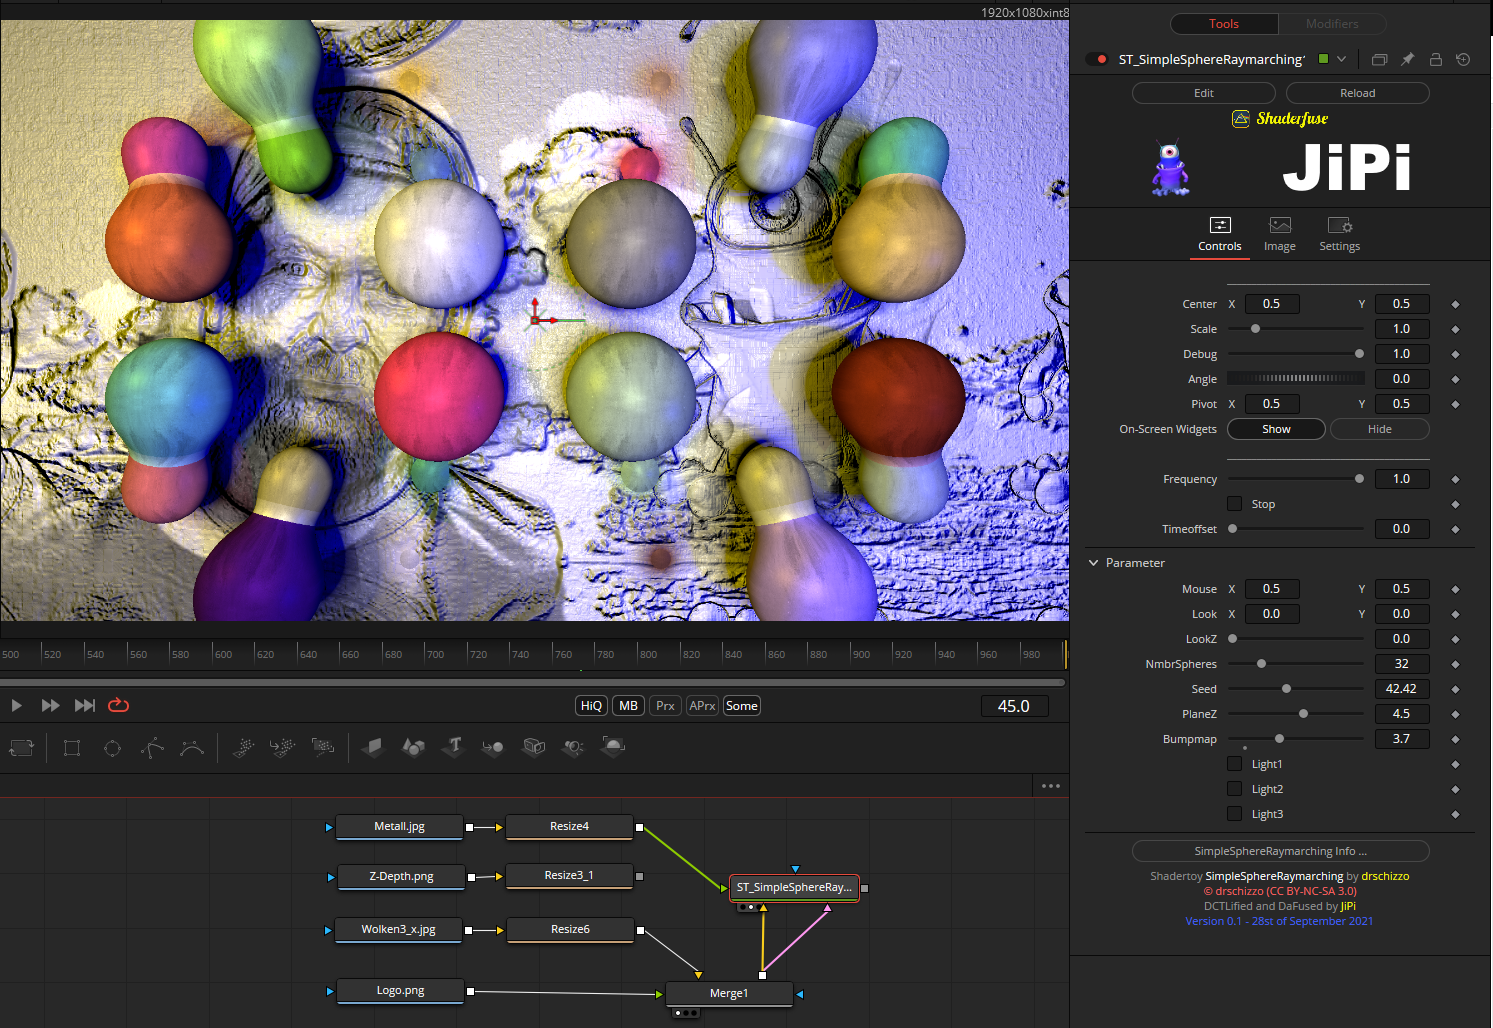 1920x1080xint8
Tools
Modifiers
ST_SimpleSphereRaymarching
Edit
Reload
Shaderfuse
JiPi
Controls
Image
Settings
Center X 0.5 Y 0.5
Scale 1.0
Debug 1.0
Angle 0.0
Pivot X 0.5 Y 0.5
On-Screen Widgets Show Hide
Frequency 1.0
Stop
Timeoffset 0.0
Parameter
Mouse X 0.5 Y 0.5
Look X 0.0 Y 0.0
LookZ 0.0
NmbrSpheres 32
Seed 42.42
PlaneZ 4.5
Bumpmap 3.7
Light1
Light2
Light3
SimpleSphereRaymarching Info ...
Shadertoy SimpleSphereRaymarching by drschizzo
© drschizzo (CC BY-NC-SA 3.0)
DCTLified and DaFused by JiPi
Version 0.1 - 28st of September 2021
500 520 540 560 580 600 620 640 660 680 700 720 740 760 780 800 820 840 860 880 900 920 940 960 980
HiQ MB Prx APrx Some 45.0
T
Metall.jpg Resize4
Z-Depth.png Resize3_1
ST_SimpleSphereRay...
Wolken3_x.jpg Resize6
Logo.png Merge1